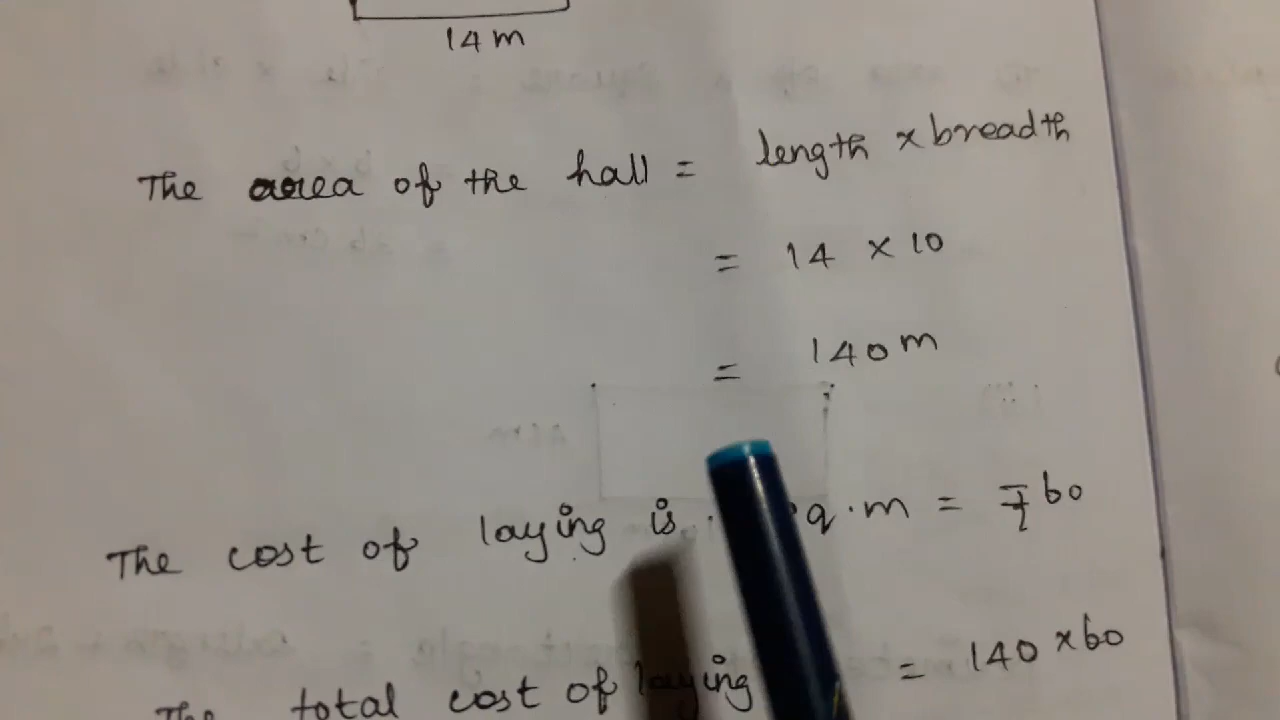 14 m
The area of the hall = length x breadth
= 14 x 10
= 140 m
The cost of laying is q.m = ₹ 60
The total cost of laying = 140 x 60